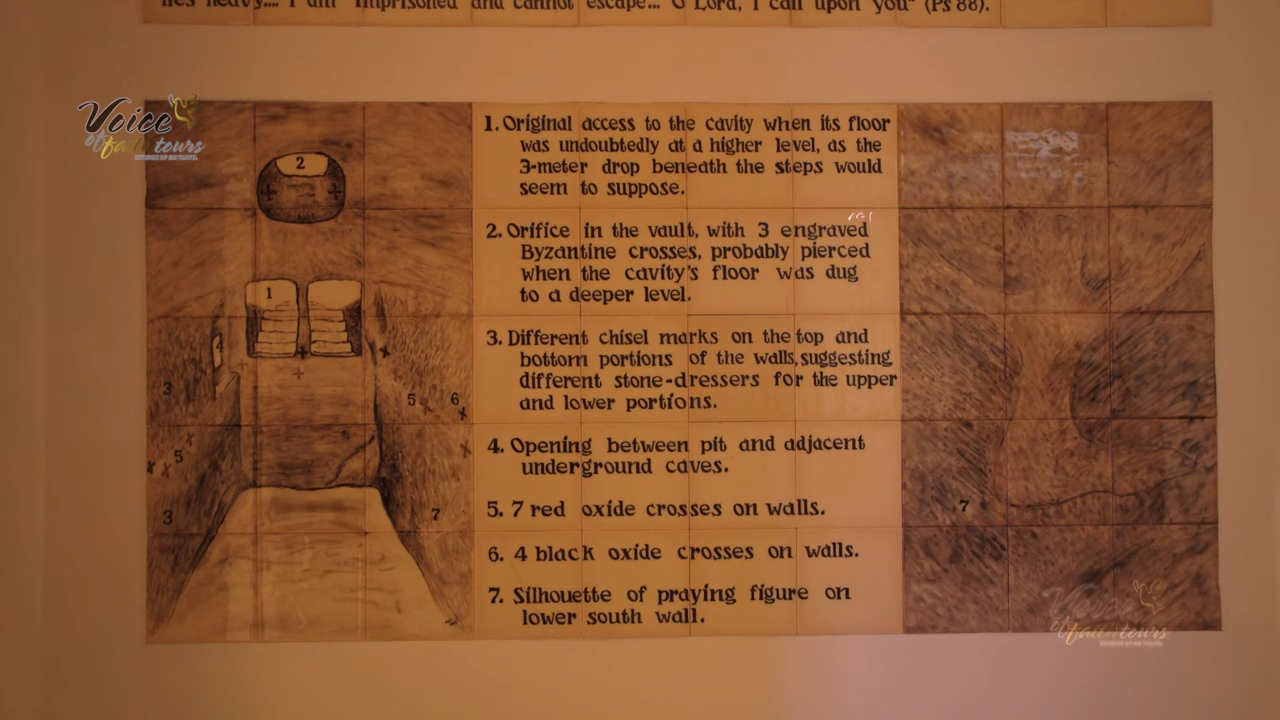 lies heavy.... I am imprisoned and cannot escape... O Lord, I call upon you" (Ps 88).
Voice
of faith tours
1. Original access to the cavity when its floor
was undoubtedly at a higher level, as the
3-meter drop beneath the steps would
seem to suppose.
2. Orifice in the vault, with 3 engraved
Byzantine crosses, probably pierced
when the cavity's floor was dug
to a deeper level.
3. Different chisel marks on the top and
bottom portions of the walls, suggesting
different stone-dressers for the upper
and lower portions.
4. Opening between pit and adjacent
underground caves.
5. 7 red oxide crosses on walls.
6. 4 black oxide crosses on walls.
7. Silhouette of praying figure on
lower south wall.
2
1
4
3
5
6
5
3
7
7
Voice
of faith tours